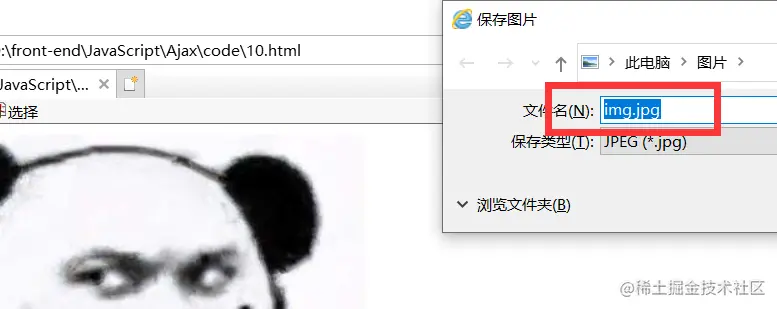 保存图片
:\front-end\JavaScript\Ajax\code\10.html
此电脑 > 图片 >
JavaScript\...
文件名(N): img.jpg
选择
保存类型(T): JPEG (*.jpg)
浏览文件夹(B)
@稀土掘金技术社区